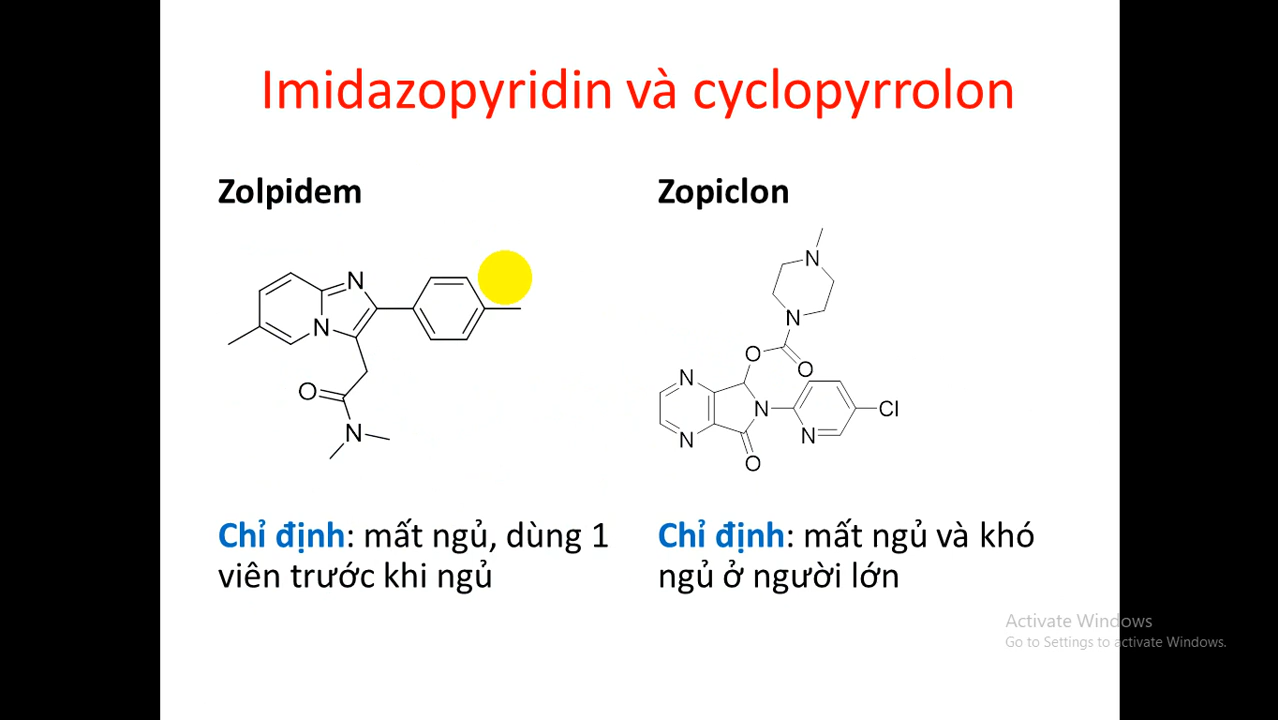 Imidazopyridin và cyclopyrrolon
Zolpidem
Zopiclon
N
N
O
N
N
N
O
O
N
N
N
N
O
Cl
Chỉ định: mất ngủ, dùng 1
viên trước khi ngủ
Chỉ định: mất ngủ và khó
ngủ ở người lớn
Activate Windows
Go to Settings to activate Windows.